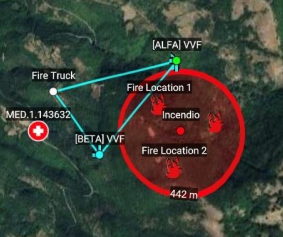 [ALFA] VVF
Fire Truck
Fire Location 1
MED.1.143632
Incendio
[BETA] VVF
Fire Location 2
442 m